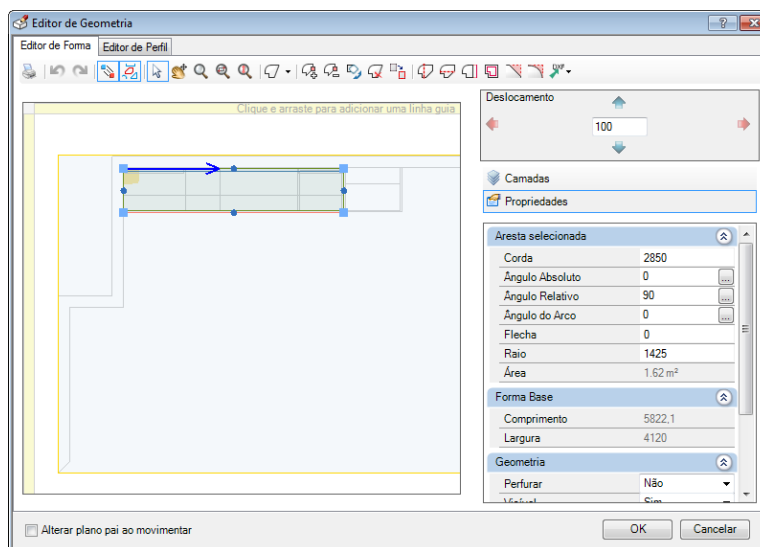 Editor de Geometria
Editor de Forma Editor de Perfil
Clique e arraste para adicionar uma linha guia
Deslocamento
100
Camadas
Propriedades
Aresta selecionada
Corda 2850
Ângulo Absoluto 0 ...
Ângulo Relativo 90 ...
Ângulo do Arco 0 ...
Flecha 0
Raio 1425
Área 1.62 m²
Forma Base
Comprimento 5822,1
Largura 4120
Geometria
Perfurar Não
Visível Sim
Alterar plano pai ao movimentar
OK Cancelar